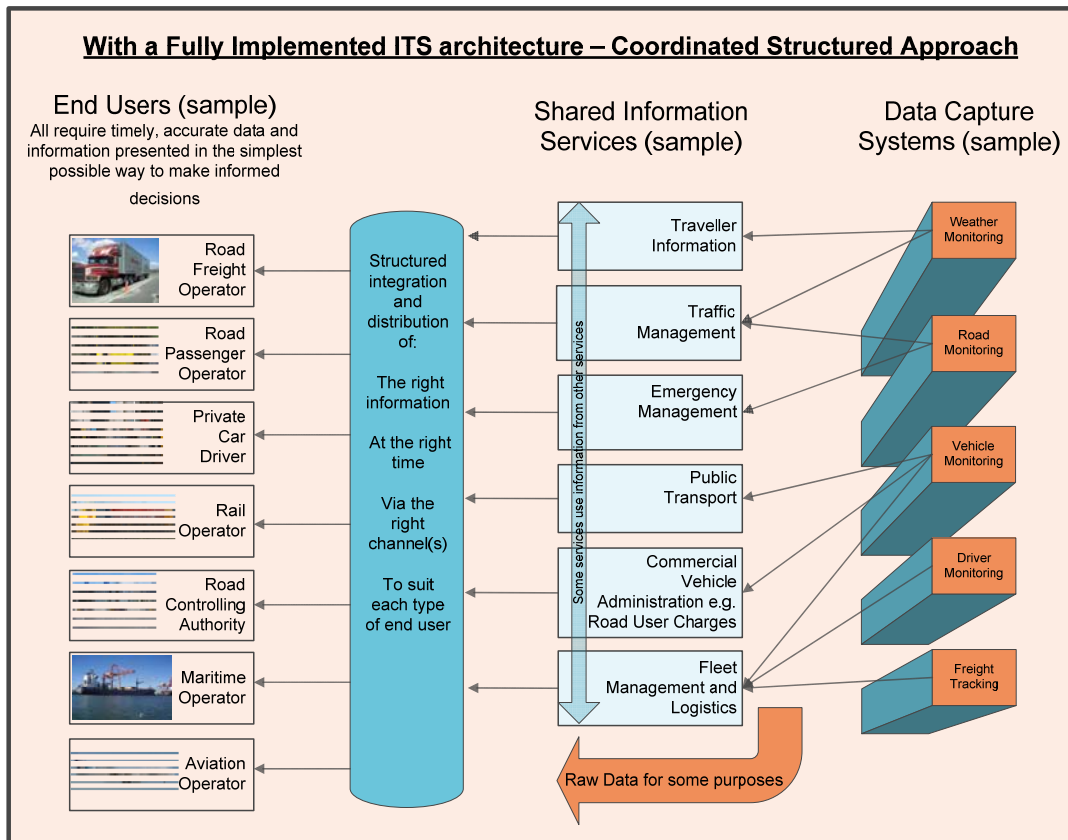 With a Fully Implemented ITS architecture – Coordinated Structured Approach
End Users (sample)
All require timely, accurate data and
information presented in the simplest
possible way to make informed
decisions
Shared Information
Services (sample)
Data Capture
Systems (sample)
Road
Freight
Operator
Road
Passenger
Operator
Private
Car
Driver
Rail
Operator
Road
Controlling
Authority
Maritime
Operator
Aviation
Operator
Structured
integration
and
distribution
of:
The right
information
At the right
time
Via the
right
channel(s)
To suit
each type
of end user
Some services use information from other services
Traveller
Information
Traffic
Management
Emergency
Management
Public
Transport
Commercial
Vehicle
Administration e.g.
Road User Charges
Fleet
Management and
Logistics
Raw Data for some purposes
Weather
Monitoring
Road
Monitoring
Vehicle
Monitoring
Driver
Monitoring
Freight
Tracking